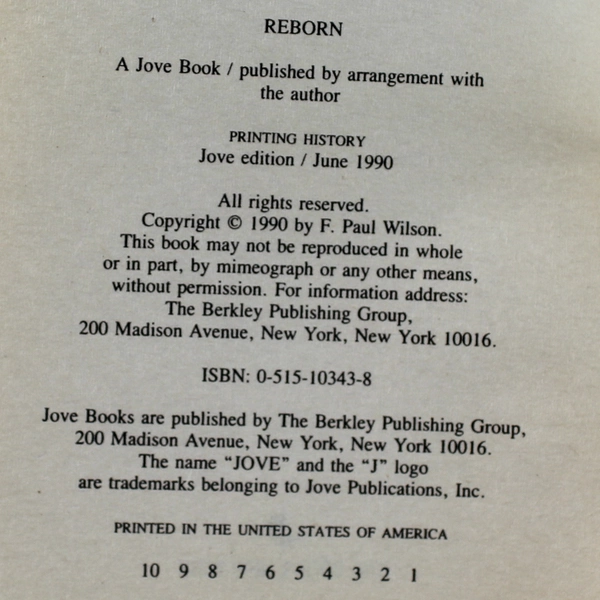 REBORN
A Jove Book / published by arrangement with
the author
PRINTING HISTORY
Jove edition / June 1990
All rights reserved.
Copyright © 1990 by F. Paul Wilson.
This book may not be reproduced in whole
or in part, by mimeograph or any other means,
without permission. For information address:
The Berkley Publishing Group,
200 Madison Avenue, New York, New York 10016.
ISBN: 0-515-10343-8
Jove Books are published by The Berkley Publishing Group,
200 Madison Avenue, New York, New York 10016.
The name “JOVE” and the “J” logo
are trademarks belonging to Jove Publications, Inc.
PRINTED IN THE UNITED STATES OF AMERICA
10 9 8 7 6 5 4 3 2 1